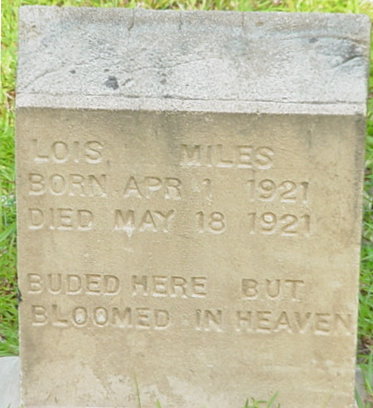 LOIS, MILES
BORN APR 1 1921
DIED MAY 18 1921
BUDED HERE BUT
BLOOMED IN HEAVEN